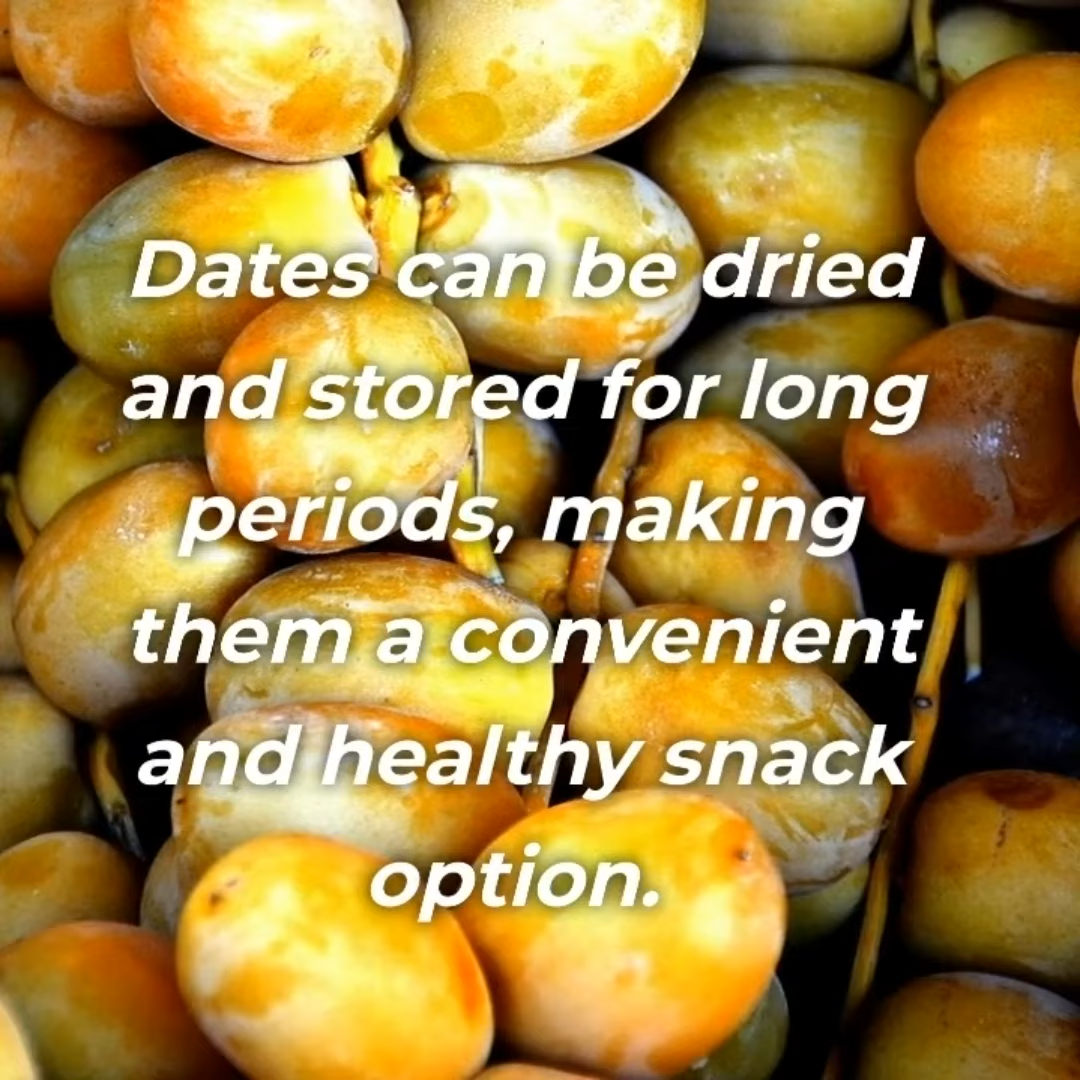 Dates can be dried
and stored for long
periods, making
them a convenient
and healthy snack
option.